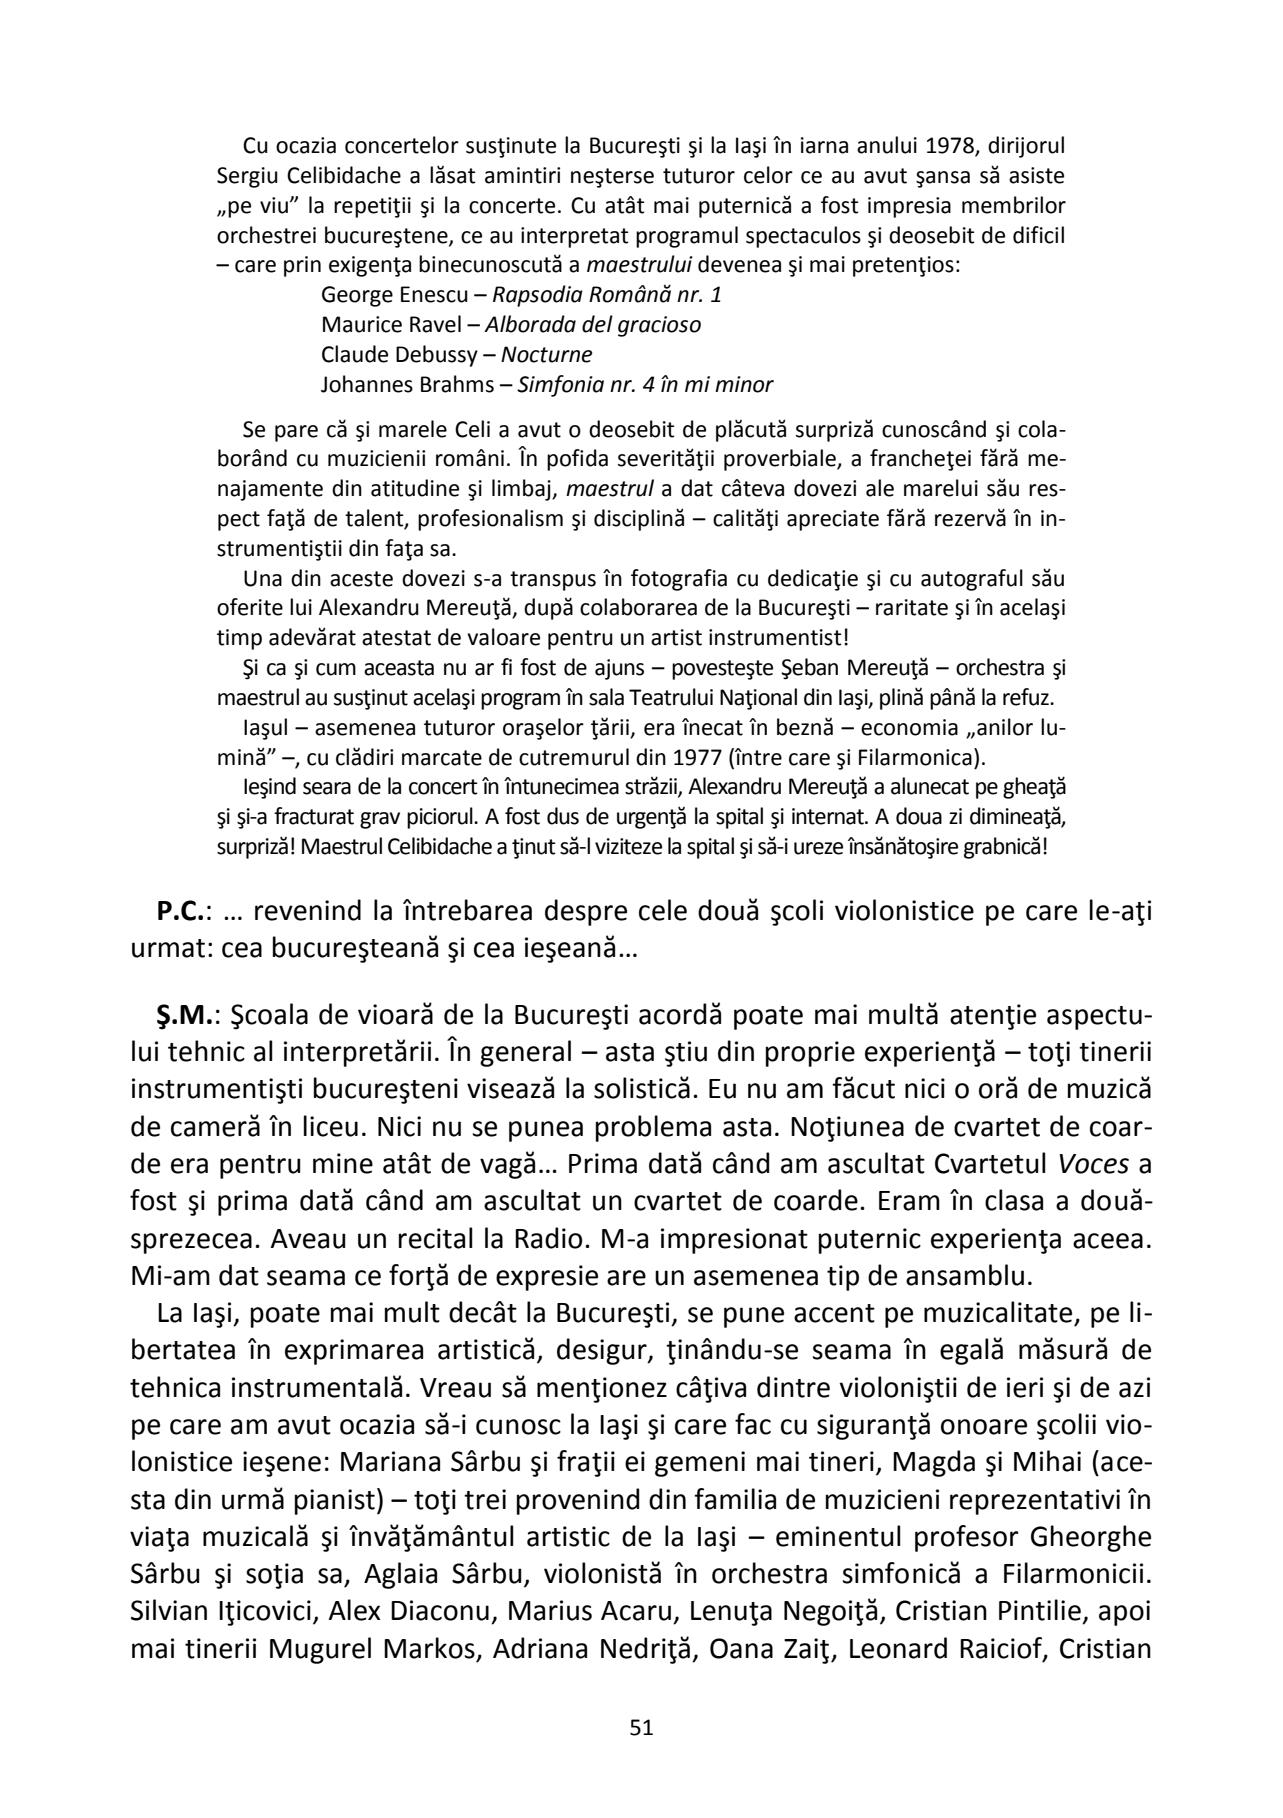 Cu ocazia concertelor susţinute la Bucureşti şi la Iaşi în iarna anului 1978, dirijorul
Sergiu Celibidache a lăsat amintiri neşterse tuturor celor ce au avut şansa să asiste
„pe viu” la repetiţii şi la concerte. Cu atât mai puternică a fost impresia membrilor
orchestrei bucureştene, ce au interpretat programul spectaculos şi deosebit de dificil
– care prin exigenţa binecunoscută a maestrului devenea şi mai pretenţios:
George Enescu – Rapsodia Română nr. 1
Maurice Ravel – Alborada del gracioso
Claude Debussy – Nocturne
Johannes Brahms – Simfonia nr. 4 în mi minor
Se pare că şi marele Celi a avut o deosebit de plăcută surpriză cunoscând şi cola-
borând cu muzicienii români. În pofida severităţii proverbiale, a francheţei fără me-
najamente din atitudine şi limbaj, maestrul a dat câteva dovezi ale marelui său res-
pect faţă de talent, profesionalism şi disciplină – calităţi apreciate fără rezervă în in-
strumentiştii din faţa sa.
Una din aceste dovezi s-a transpus în fotografia cu dedicaţie şi cu autograful său
oferite lui Alexandru Mereuţă, după colaborarea de la Bucureşti – raritate şi în acelaşi
timp adevărat atestat de valoare pentru un artist instrumentist!
Şi ca şi cum aceasta nu ar fi fost de ajuns – povesteşte Şeban Mereuţă – orchestra şi
maestrul au susţinut acelaşi program în sala Teatrului Naţional din Iaşi, plină până la refuz.
Iaşul – asemenea tuturor oraşelor ţării, era înecat în beznă – economia „anilor lu-
mină” –, cu clădiri marcate de cutremurul din 1977 (între care şi Filarmonica).
Ieşind seara de la concert în întunecimea străzii, Alexandru Mereuţă a alunecat pe gheaţă
şi şi-a fracturat grav piciorul. A fost dus de urgenţă la spital şi internat. A doua zi dimineaţă,
surpriză! Maestrul Celibidache a ţinut să-l viziteze la spital şi să-i ureze însănătoşire grabnică!
P.C.: … revenind la întrebarea despre cele două şcoli violonistice pe care le-aţi
urmat: cea bucureşteană şi cea ieşeană…
Ş.M.: Şcoala de vioară de la Bucureşti acordă poate mai multă atenţie aspectu-
lui tehnic al interpretării. În general – asta ştiu din proprie experienţă – toţi tinerii
instrumentişti bucureşteni visează la solistică. Eu nu am făcut nici o oră de muzică
de cameră în liceu. Nici nu se punea problema asta. Noţiunea de cvartet de coar-
de era pentru mine atât de vagă… Prima dată când am ascultat Cvartetul Voces a
fost şi prima dată când am ascultat un cvartet de coarde. Eram în clasa a două-
sprezecea. Aveau un recital la Radio. M-a impresionat puternic experienţa aceea.
Mi-am dat seama ce forţă de expresie are un asemenea tip de ansamblu.
La Iaşi, poate mai mult decât la Bucureşti, se pune accent pe muzicalitate, pe li-
bertatea în exprimarea artistică, desigur, ţinându-se seama în egală măsură de
tehnica instrumentală. Vreau să menţionez câţiva dintre violoniştii de ieri şi de azi
pe care am avut ocazia să-i cunosc la Iaşi şi care fac cu siguranţă onoare şcolii vio-
lonistice ieşene: Mariana Sârbu şi fraţii ei gemeni mai tineri, Magda şi Mihai (ace-
sta din urmă pianist) – toţi trei provenind din familia de muzicieni reprezentativi în
viaţa muzicală şi învăţământul artistic de la Iaşi – eminentul profesor Gheorghe
Sârbu şi soţia sa, Aglaia Sârbu, violonistă în orchestra simfonică a Filarmonicii.
Silvian Iţicovici, Alex Diaconu, Marius Acaru, Lenuţa Negoiţă, Cristian Pintilie, apoi
mai tinerii Mugurel Markos, Adriana Nedriţă, Oana Zaiţ, Leonard Raiciof, Cristian
51